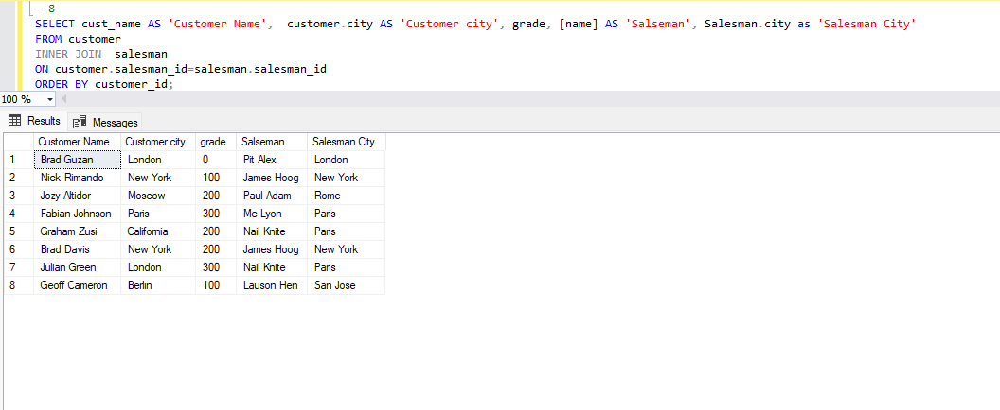 --8
SELECT cust_name AS 'Customer Name',  customer.city AS 'Customer city', grade, [name] AS 'Salseman', Salesman.city as 'Salesman City'
FROM customer
INNER JOIN  salesman
ON customer.salesman_id=salesman.salesman_id
ORDER BY customer_id;
100 %
Results Messages
Customer Name Customer city grade Salseman Salesman City
1 Brad Guzan London 0 Pit Alex London
2 Nick Rimando New York 100 James Hoog New York
3 Jozy Altidor Moscow 200 Paul Adam Rome
4 Fabian Johnson Paris 300 Mc Lyon Paris
5 Graham Zusi California 200 Nail Knite Paris
6 Brad Davis New York 200 James Hoog New York
7 Julian Green London 300 Nail Knite Paris
8 Geoff Cameron Berlin 100 Lauson Hen San Jose